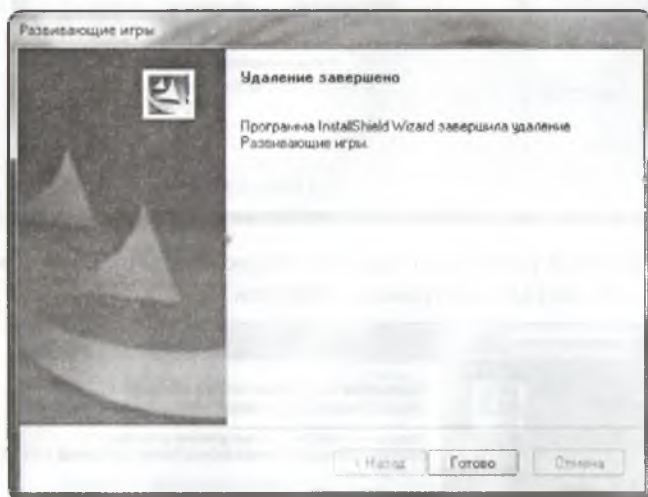 Развивающие игры
Удаление завершено
Программа InstallShield Wizard завершила удаление
Развивающие игры.
< Назад
Готово
Отмена